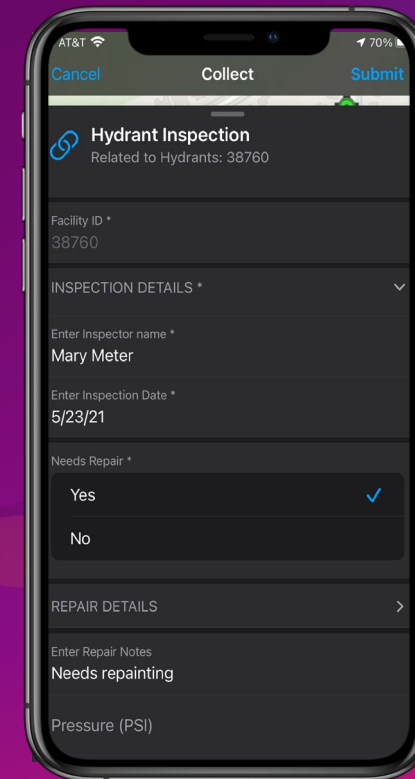 AT&T 70%
Cancel Collect Submit
Hydrant Inspection
Related to Hydrants: 38760
Facility ID *
38760
INSPECTION DETAILS *
Enter Inspector name *
Mary Meter
Enter Inspection Date *
5/23/21
Needs Repair *
Yes
No
REPAIR DETAILS
Enter Repair Notes
Needs repainting
Pressure (PSI)